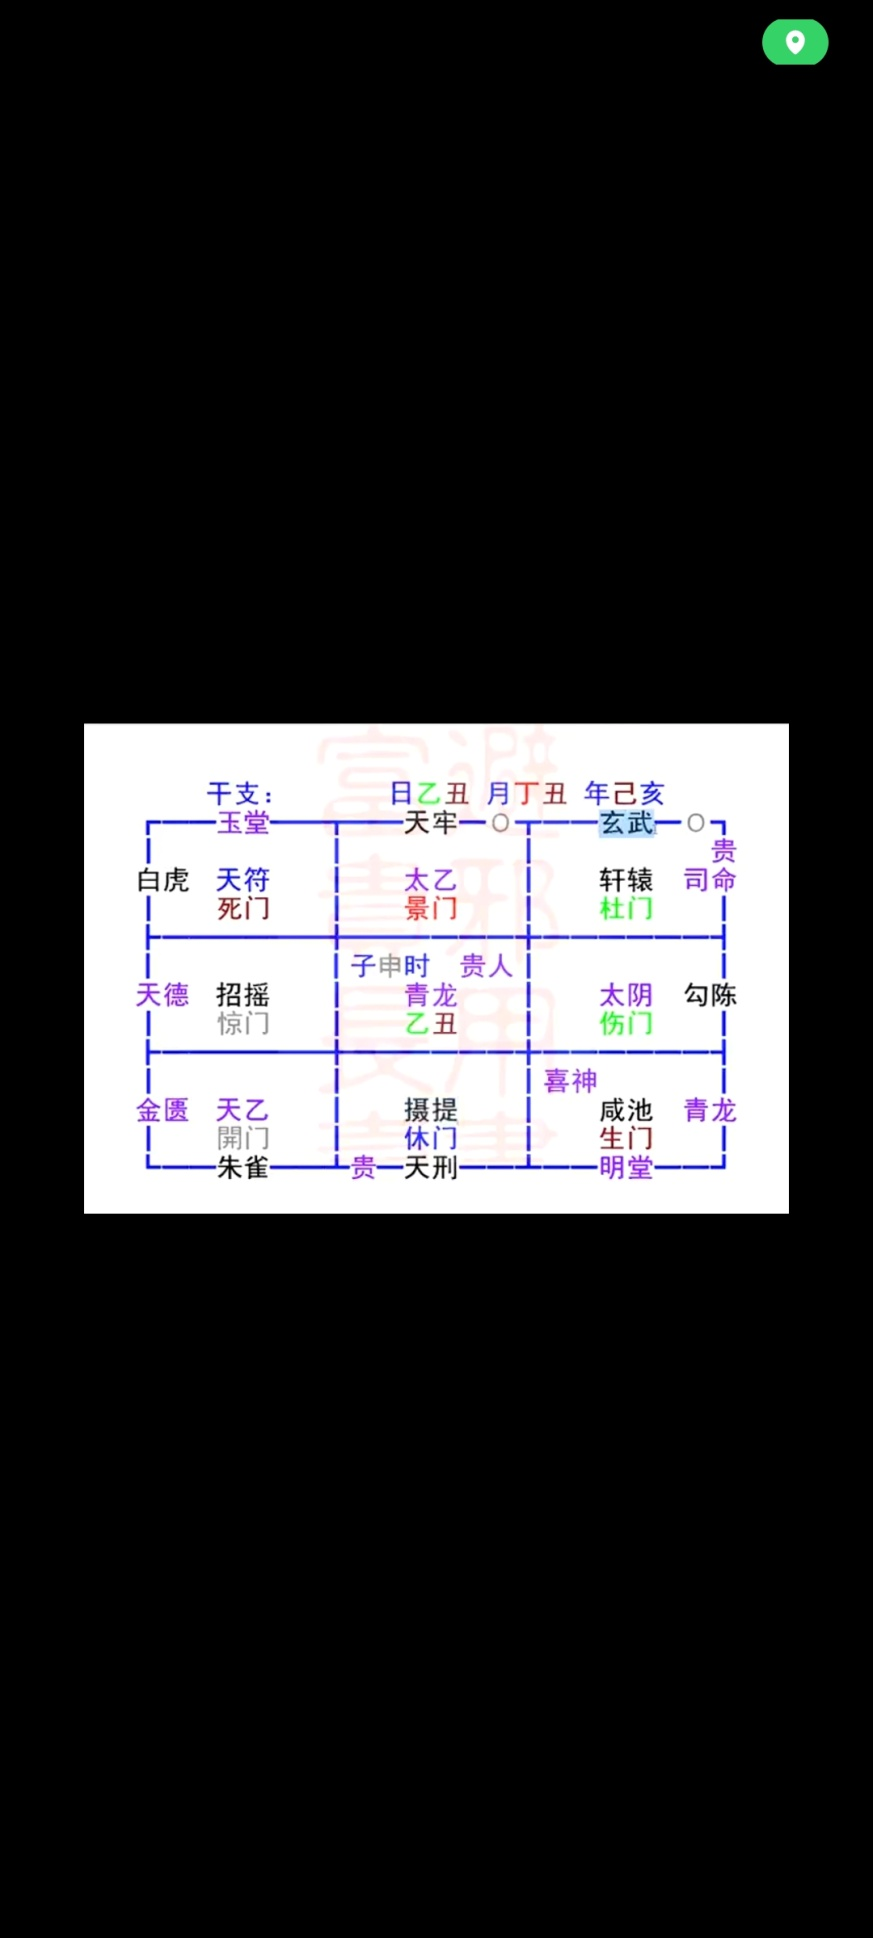 干支： 日乙丑 月丁丑 年己亥
玉堂 天牢 O 玄武 O
贵
白虎 天符 太乙 轩辕 司命
死门 景门 杜门
子申时 贵人
天德 招摇 青龙 太阴 勾陈
惊门 乙丑 伤门
喜神
金匮 天乙 摄提 咸池 青龙
開门 休门 生门
朱雀 贵 天刑 明堂